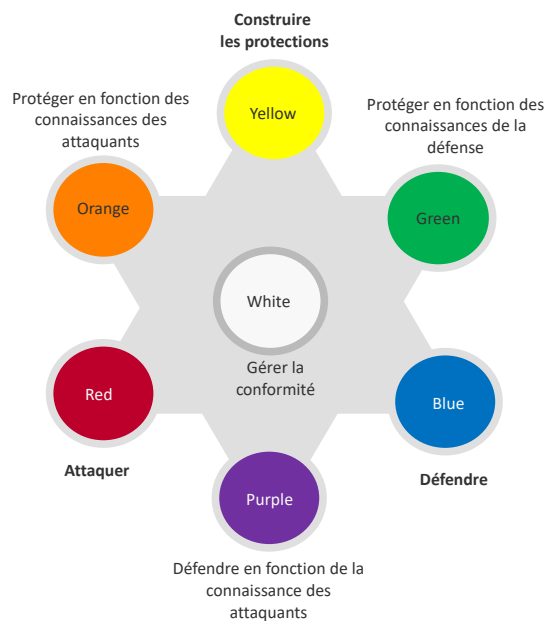 Construire
les protections
Yellow
Protéger en fonction des
connaissances des
attaquants
Orange
Protéger en fonction des
connaissances de la
défense
Green
White
Gérer la
conformité
Red
Attaquer
Blue
Défendre
Purple
Défendre en fonction de la
connaissance des
attaquants